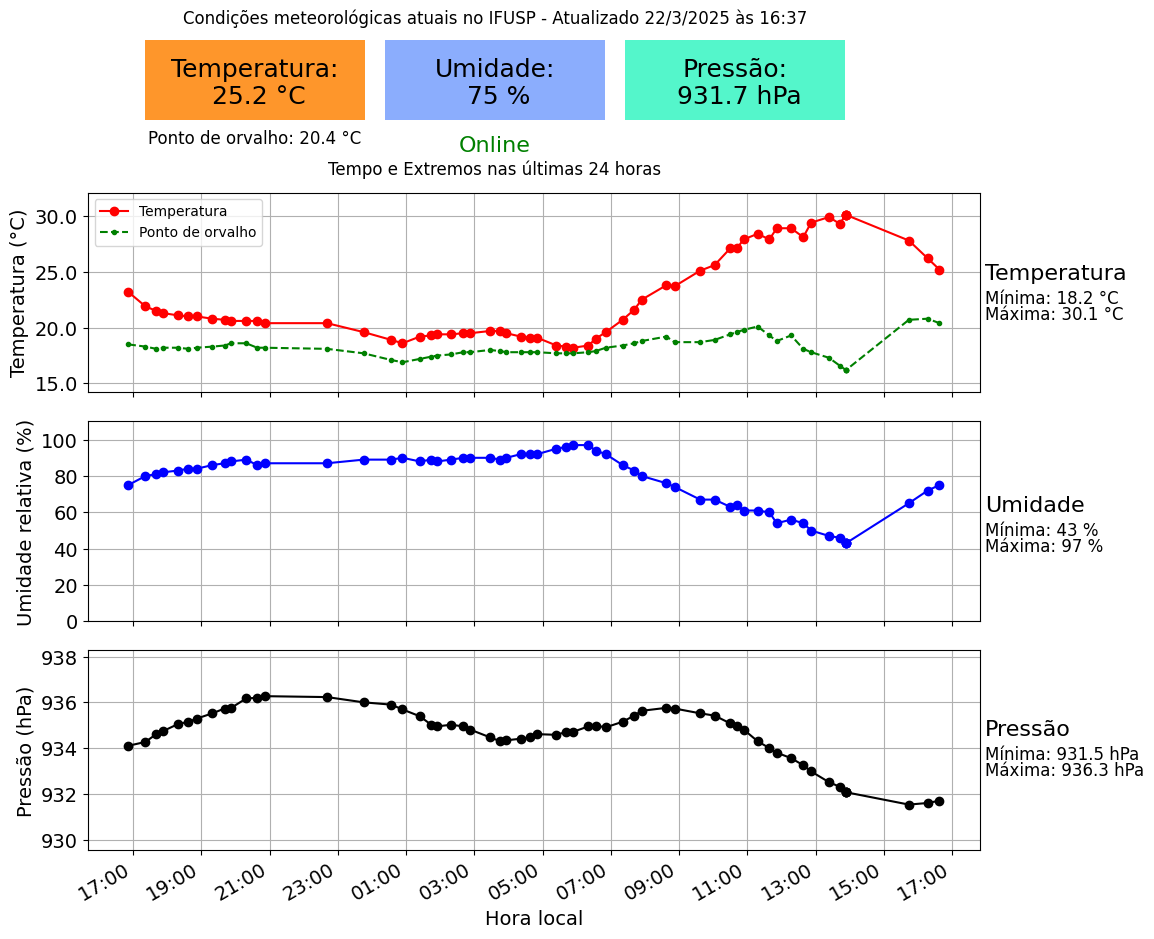 Condições meteorológicas atuais no IFUSP - Atualizado 22/3/2025 às 16:37
Temperatura:
25.2 °C
Umidade:
75 %
Pressão:
931.7 hPa
Ponto de orvalho: 20.4 °C
Online
Tempo e Extremos nas últimas 24 horas
Temperatura (°C)
30.0
25.0
20.0
15.0
Temperatura
Ponto de orvalho
Temperatura
Mínima: 18.2 °C
Máxima: 30.1 °C
Umidade relativa (%)
100
80
60
40
20
0
Umidade
Mínima: 43 %
Máxima: 97 %
Pressão (hPa)
938
936
934
932
930
Pressão
Mínima: 931.5 hPa
Máxima: 936.3 hPa
17:00
19:00
21:00
23:00
01:00
03:00
05:00
07:00
09:00
11:00
13:00
15:00
17:00
Hora local